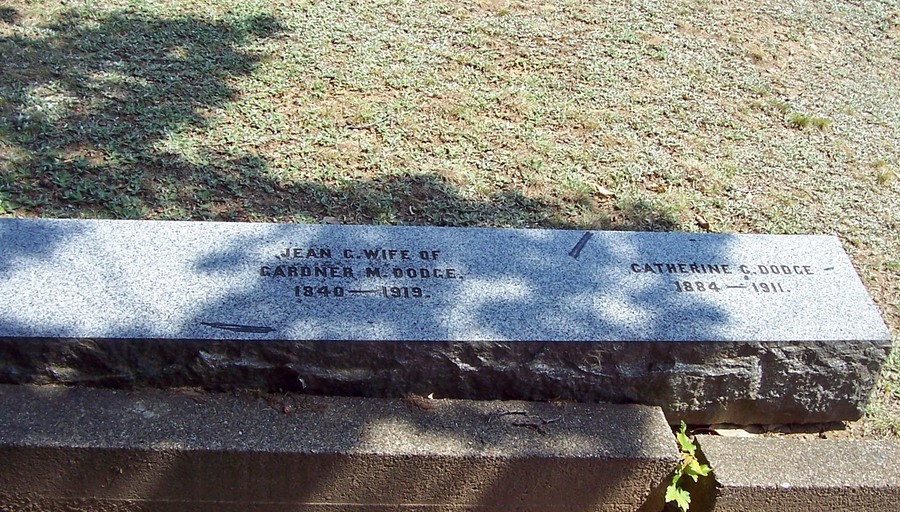 JEAN C. WIFE OF
GARDNER M. DODGE.
1840 — 1919.
CATHERINE C. DODGE
1884 — 1911.